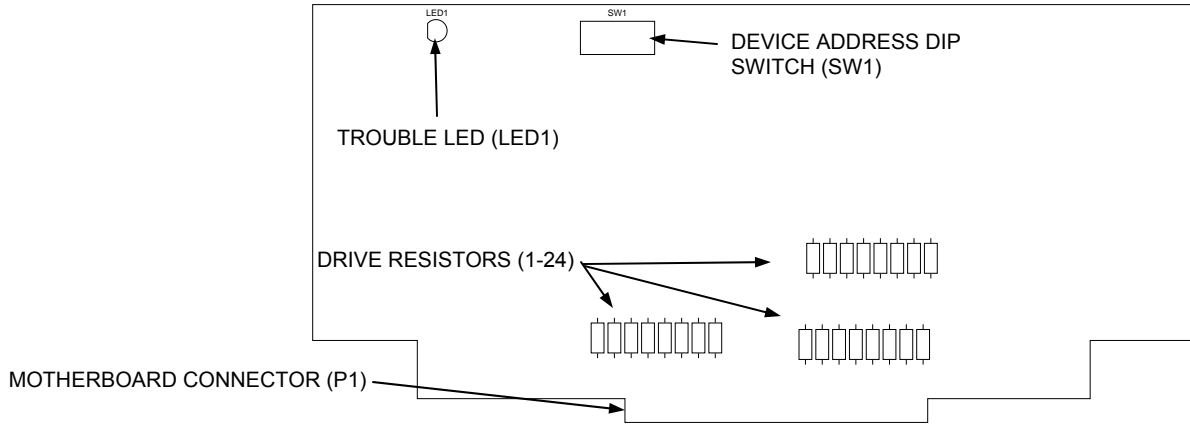 LED1
SW1
DEVICE ADDRESS DIP
SWITCH (SW1)
TROUBLE LED (LED1)
DRIVE RESISTORS (1-24)
MOTHERBOARD CONNECTOR (P1)